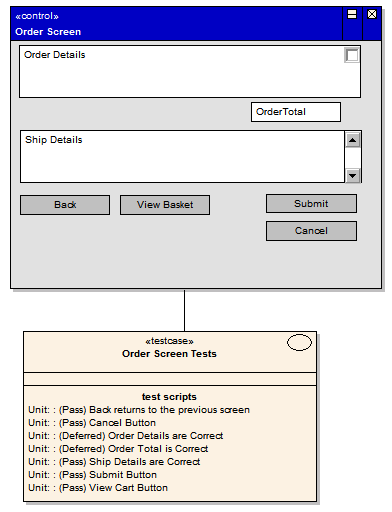 «control»
Order Screen
Order Details
OrderTotal
Ship Details
Back
View Basket
Submit
Cancel
«testcase»
Order Screen Tests
test scripts
Unit: : (Pass) Back returns to the previous screen
Unit: : (Pass) Cancel Button
Unit: : (Deferred) Order Details are Correct
Unit: : (Deferred) Order Total is Correct
Unit: : (Pass) Ship Details are Correct
Unit: : (Pass) Submit Button
Unit: : (Pass) View Cart Button